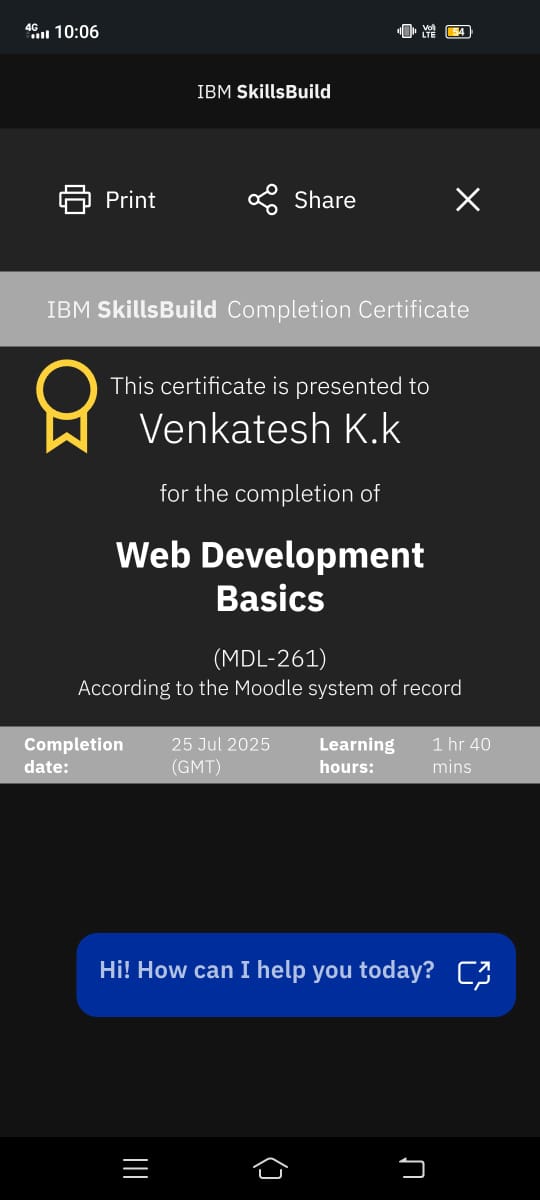 4G 10:06 Vo) LTE 54
IBM SkillsBuild
Print Share
IBM SkillsBuild Completion Certificate
This certificate is presented to
Venkatesh K.k
for the completion of
Web Development
Basics
(MDL-261)
According to the Moodle system of record
Completion date: 25 Jul 2025 (GMT) Learning hours: 1 hr 40 mins
Hi! How can I help you today?